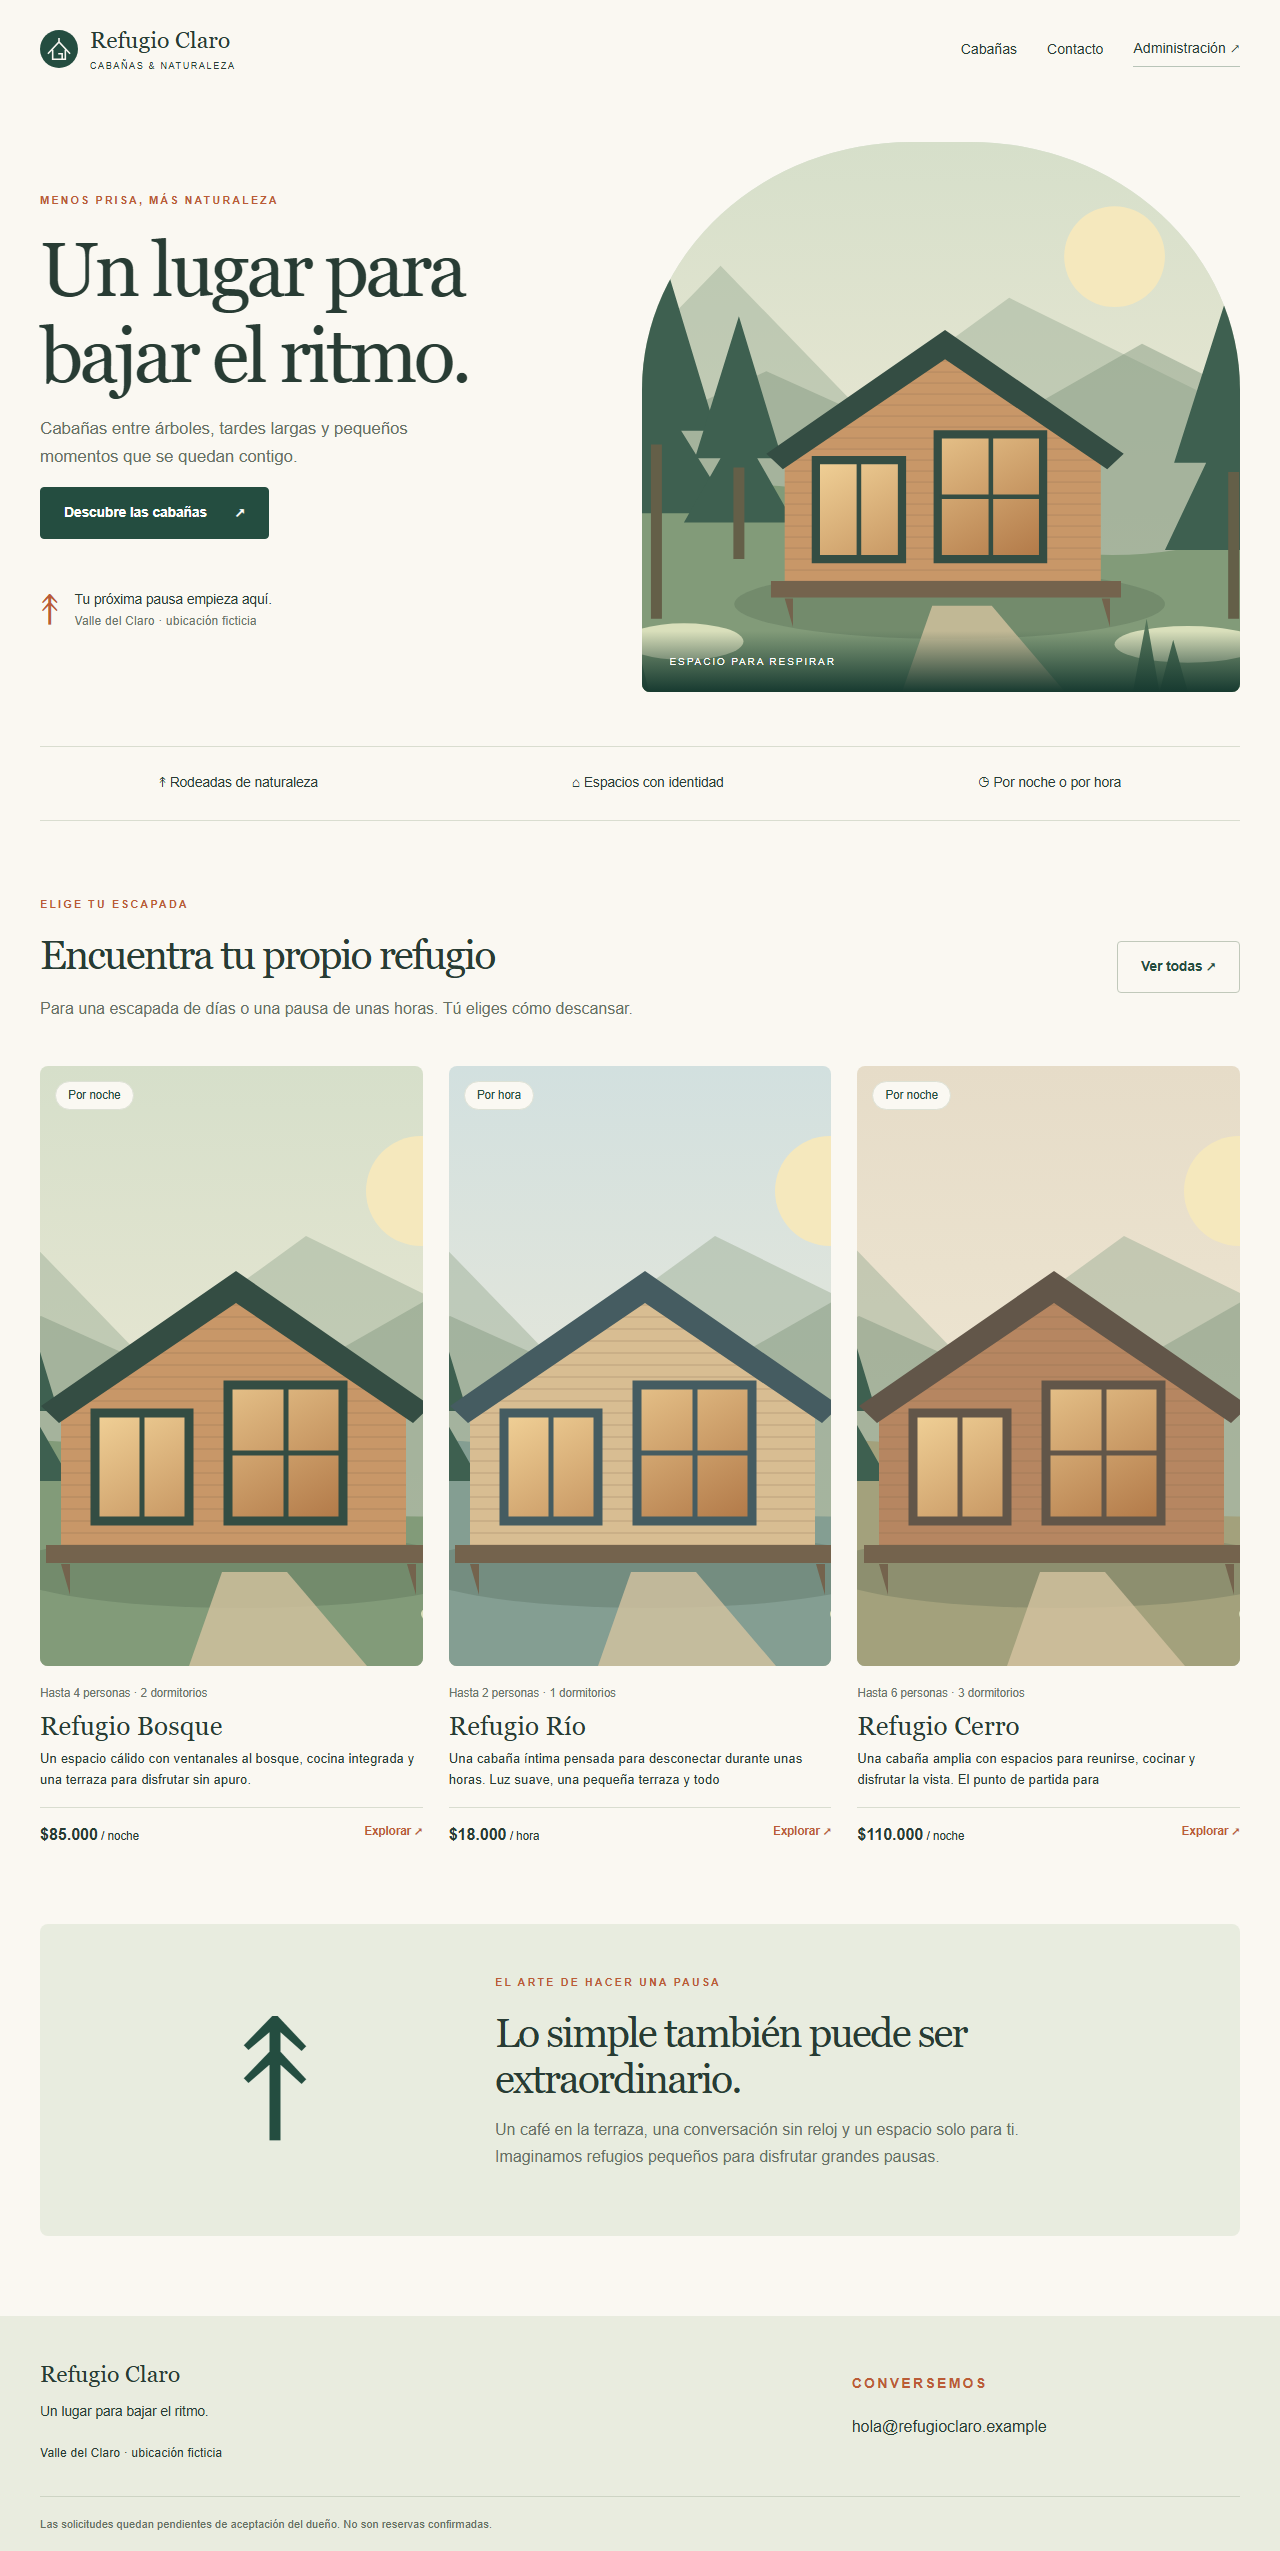 Refugio Claro
CABAÑAS & NATURALEZA
Cabañas
Contacto
Administración ↗
MENOS PRISA, MÁS NATURALEZA
Un lugar para
bajar el ritmo.
Cabañas entre árboles, tardes largas y pequeños
momentos que se quedan contigo.
Descubre las cabañas ↗
Tu próxima pausa empieza aquí.
Valle del Claro · ubicación ficticia
ESPACIO PARA RESPIRAR
↟ Rodeadas de naturaleza
⌂ Espacios con identidad
◷ Por noche o por hora
ELIGE TU ESCAPADA
Encuentra tu propio refugio
Para una escapada de días o una pausa de unas horas. Tú eliges cómo descansar.
Ver todas ↗
Por noche
Hasta 4 personas · 2 dormitorios
Refugio Bosque
Un espacio cálido con ventanales al bosque, cocina integrada y
una terraza para disfrutar sin apuro.
$85.000 / noche
Explorar ↗
Por hora
Hasta 2 personas · 1 dormitorios
Refugio Río
Una cabaña íntima pensada para desconectar durante unas
horas. Luz suave, una pequeña terraza y todo
$18.000 / hora
Explorar ↗
Por noche
Hasta 6 personas · 3 dormitorios
Refugio Cerro
Una cabaña amplia con espacios para reunirse, cocinar y
disfrutar la vista. El punto de partida para
$110.000 / noche
Explorar ↗
EL ARTE DE HACER UNA PAUSA
Lo simple también puede ser
extraordinario.
Un café en la terraza, una conversación sin reloj y un espacio solo para ti.
Imaginamos refugios pequeños para disfrutar grandes pausas.
Refugio Claro
Un lugar para bajar el ritmo.
Valle del Claro · ubicación ficticia
CONVERSEMOS
hola@refugioclaro.example
Las solicitudes quedan pendientes de aceptación del dueño. No son reservas confirmadas.